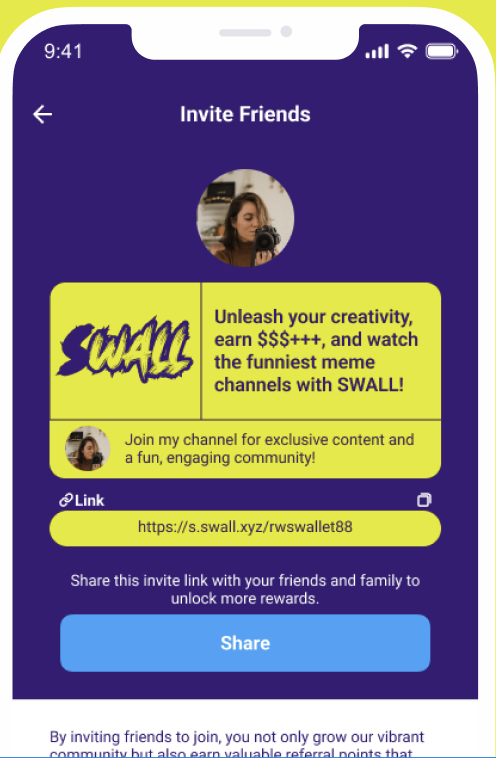 9:41
Invite Friends
SWALL
Unleash your creativity,
earn $$$+++, and watch
the funniest meme
channels with SWALL!
Join my channel for exclusive content and
a fun, engaging community!
Link
https://s.swall.xyz/rwswallet88
Share this invite link with your friends and family to
unlock more rewards.
Share
By inviting friends to join, you not only grow our vibrant
community but also earn valuable referral points that